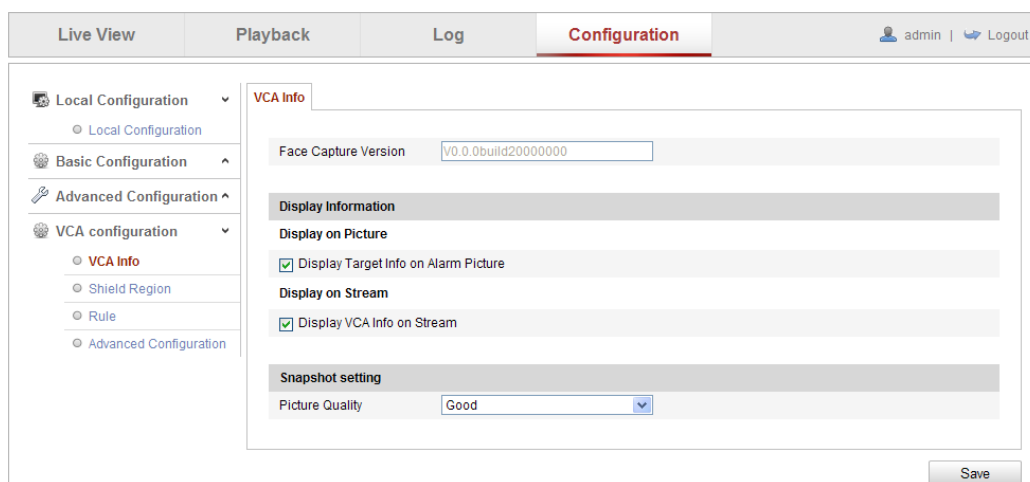 Live View Playback Log Configuration admin | Logout
Local Configuration
Local Configuration
Basic Configuration
Advanced Configuration
VCA configuration
VCA Info
Shield Region
Rule
Advanced Configuration
VCA Info
Face Capture Version V0.0.0build20000000
Display Information
Display on Picture
Display Target Info on Alarm Picture
Display on Stream
Display VCA Info on Stream
Snapshot setting
Picture Quality Good
Save